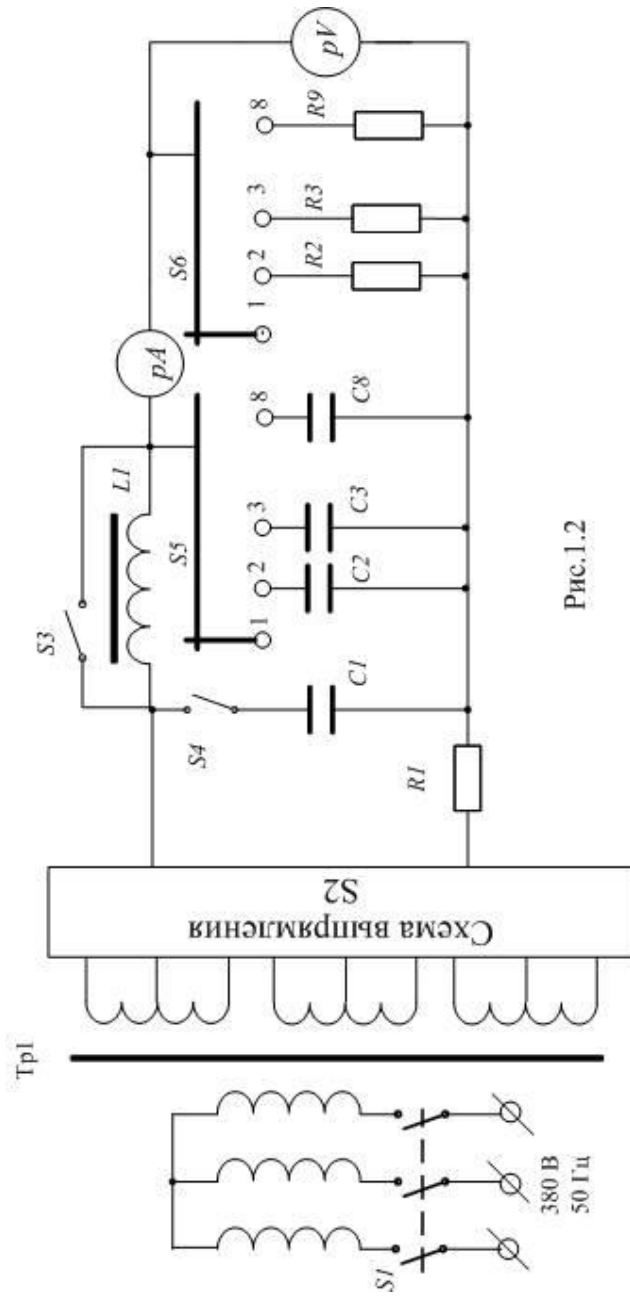 Тр1
S1
380 В
50 Гц
Схема выпрямления
S2
S3
L1
S4
C1
R1
S5
1
2
3
8
C2
C3
C8
pA
S6
1
2
3
8
R2
R3
R9
pV
Рис.1.2